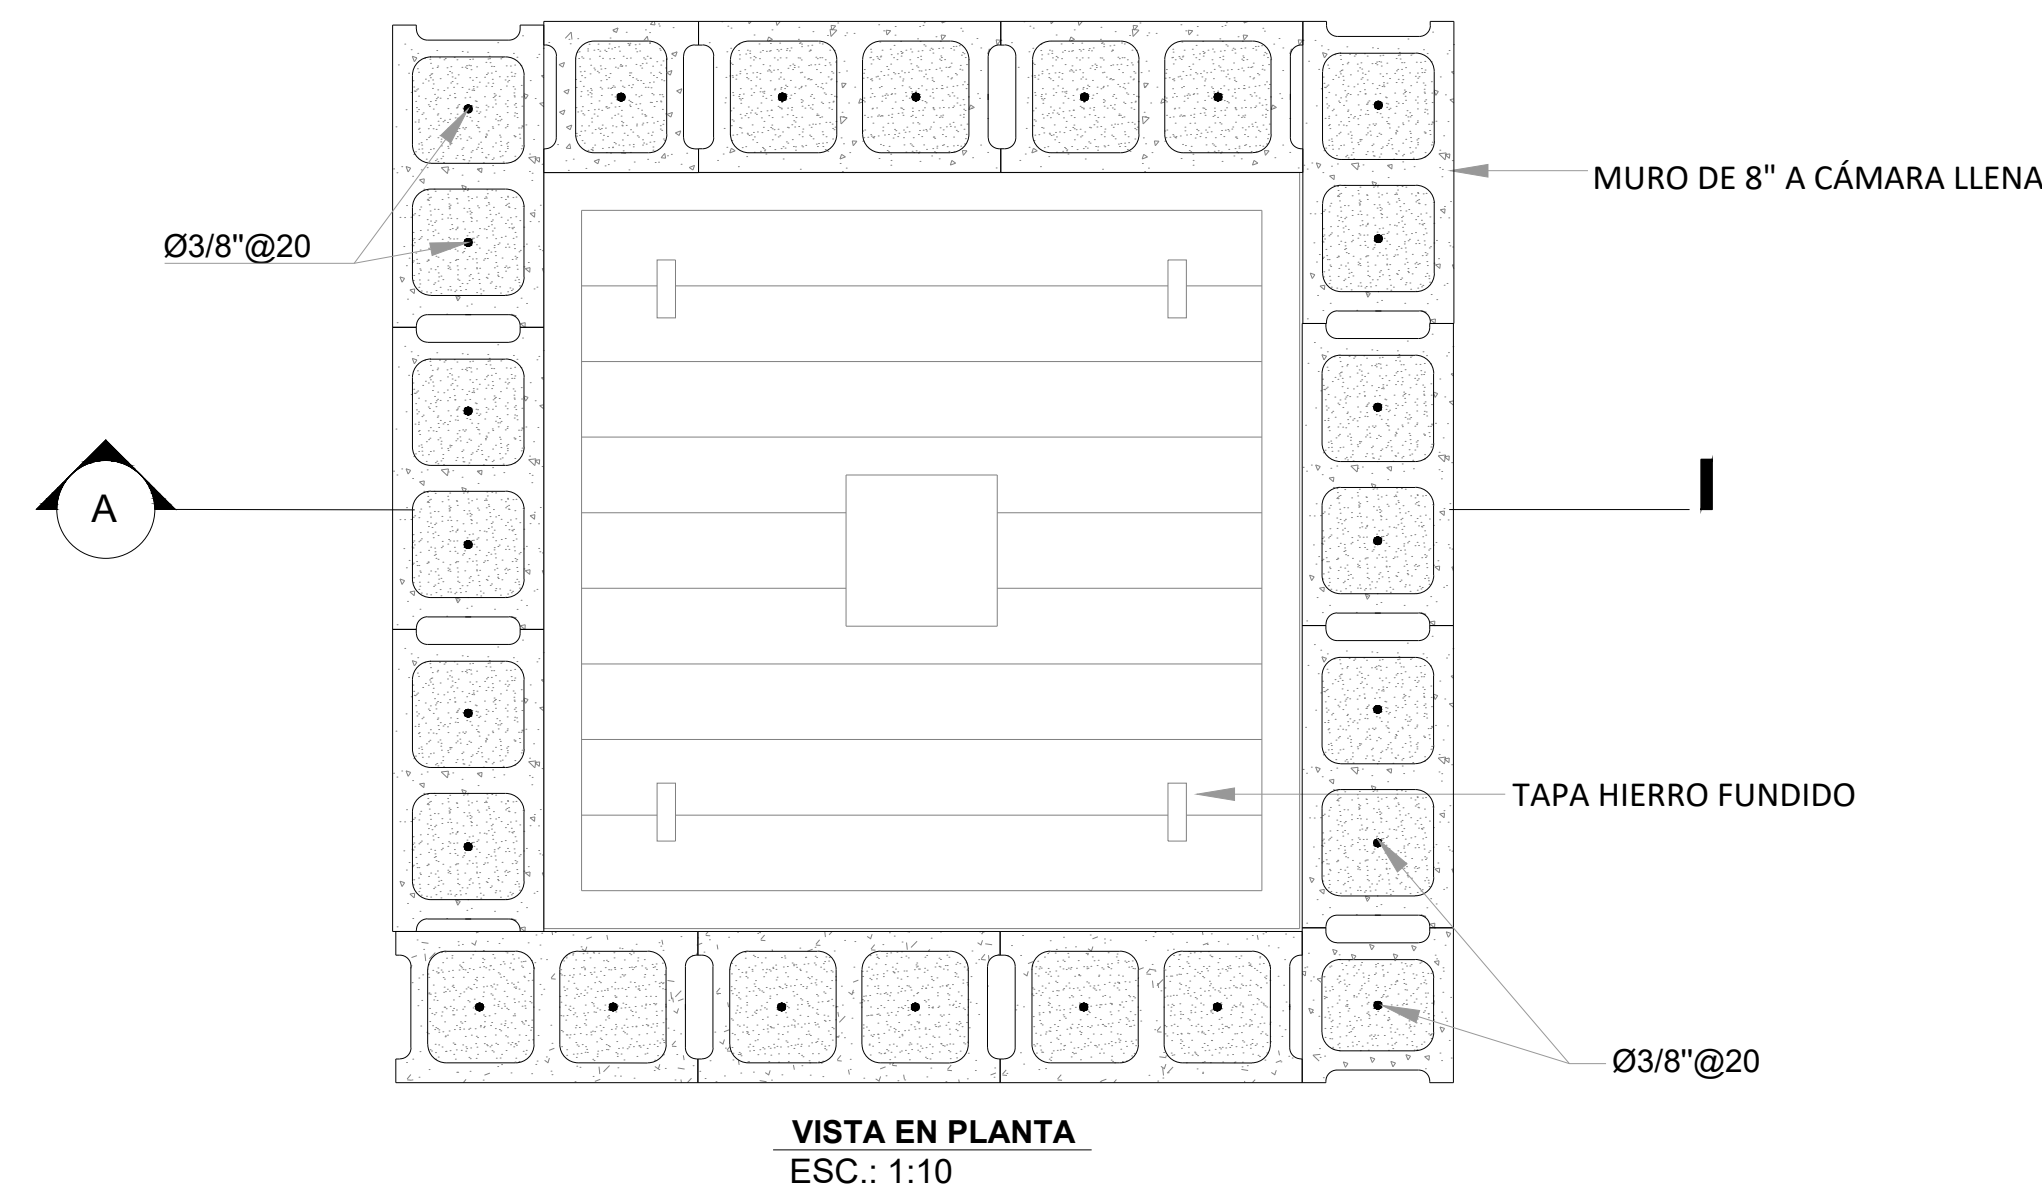 MURO DE 8" A CÁMARA LLENA
Ø3/8"@20
A
TAPA HIERRO FUNDIDO
Ø3/8"@20
VISTA EN PLANTA
ESC.: 1:10